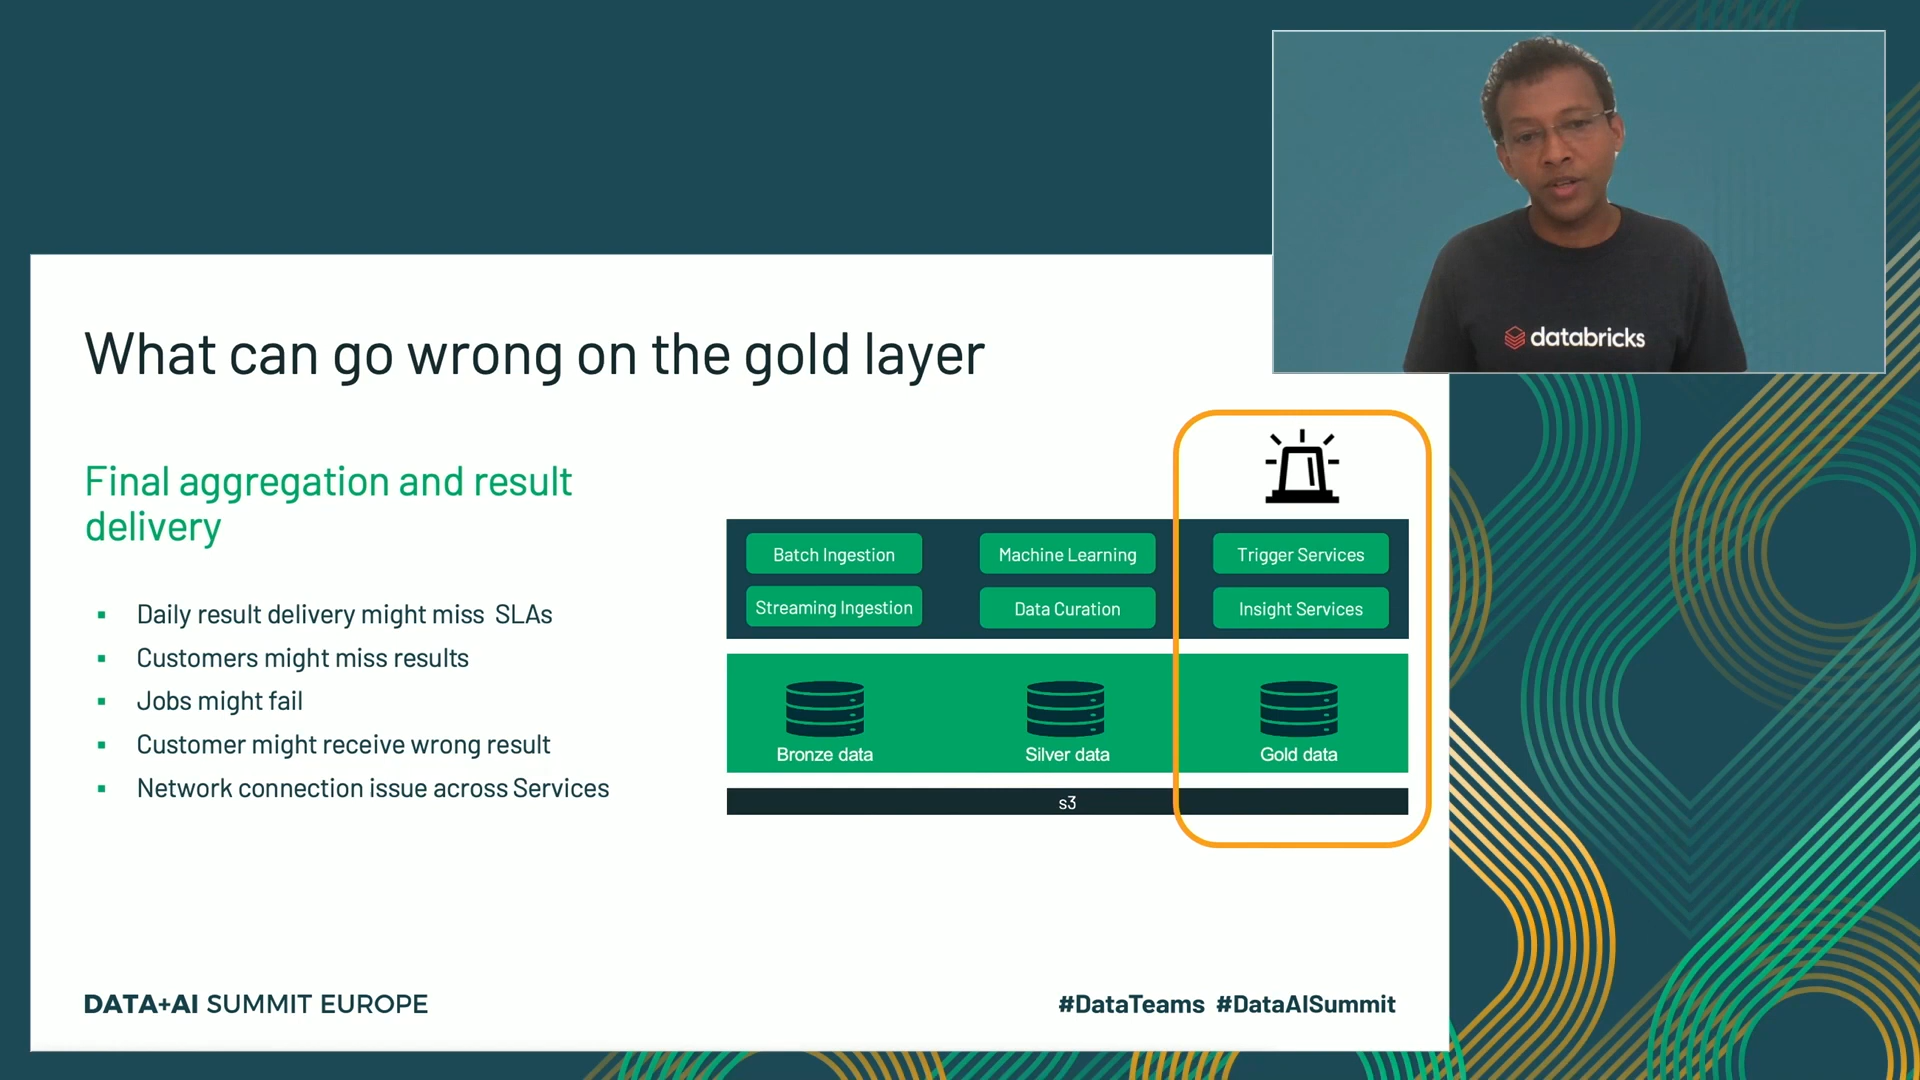 databricks
What can go wrong on the gold layer
Final aggregation and result
delivery
Daily result delivery might miss SLAs
Customers might miss results
Jobs might fail
Customer might receive wrong result
Network connection issue across Services
Batch Ingestion
Machine Learning
Trigger Services
Streaming Ingestion
Data Curation
Insight Services
Bronze data
Silver data
Gold data
s3
DATA+AI SUMMIT EUROPE
#DataTeams #DataAISummit